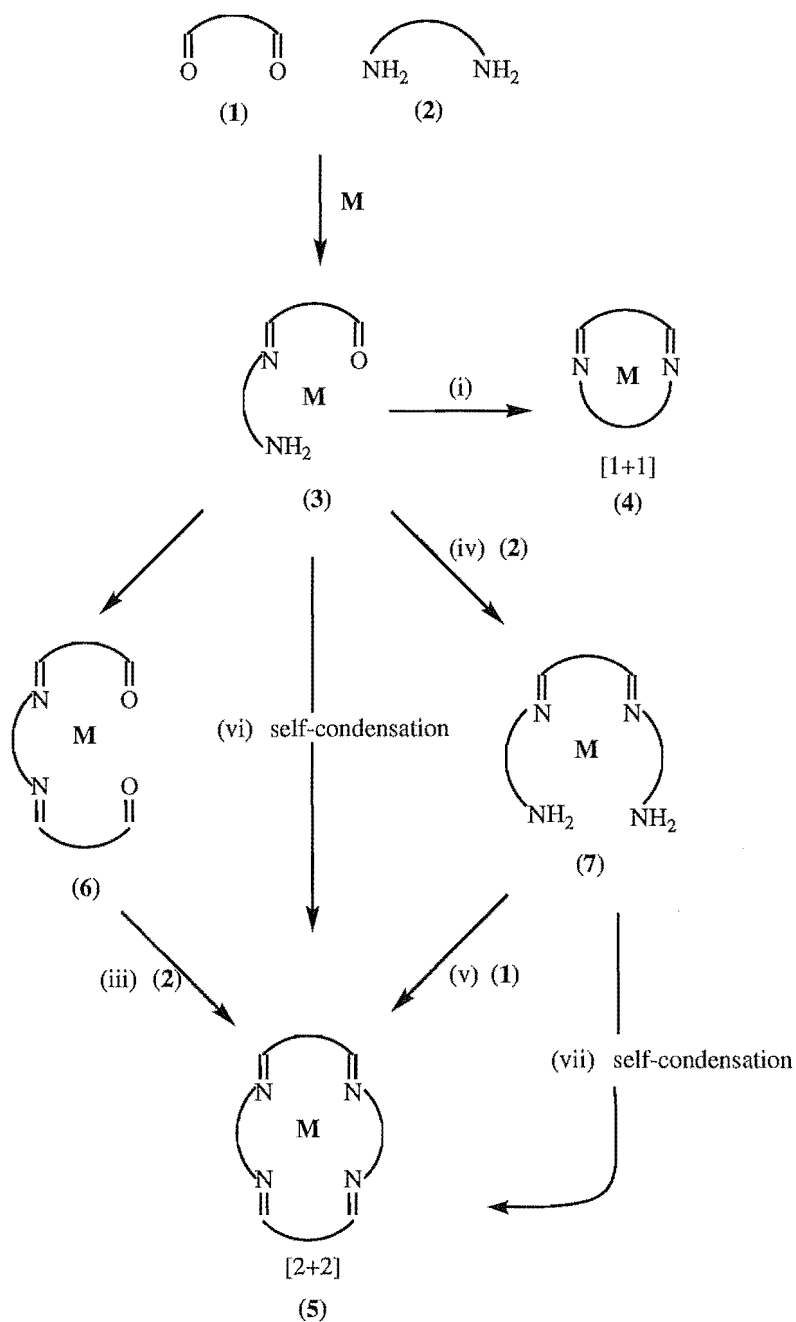 O O NH2 NH2
(1) (2)
M
N O N N
M (i) M
NH2
[1+1]
(3) (4)
(iv) (2)
N O N N
M (vi) self-condensation M
N O NH2 NH2
(6) (7)
(iii) (2) (v) (1)
(vii) self-condensation
N N
M
N N
[2+2]
(5)